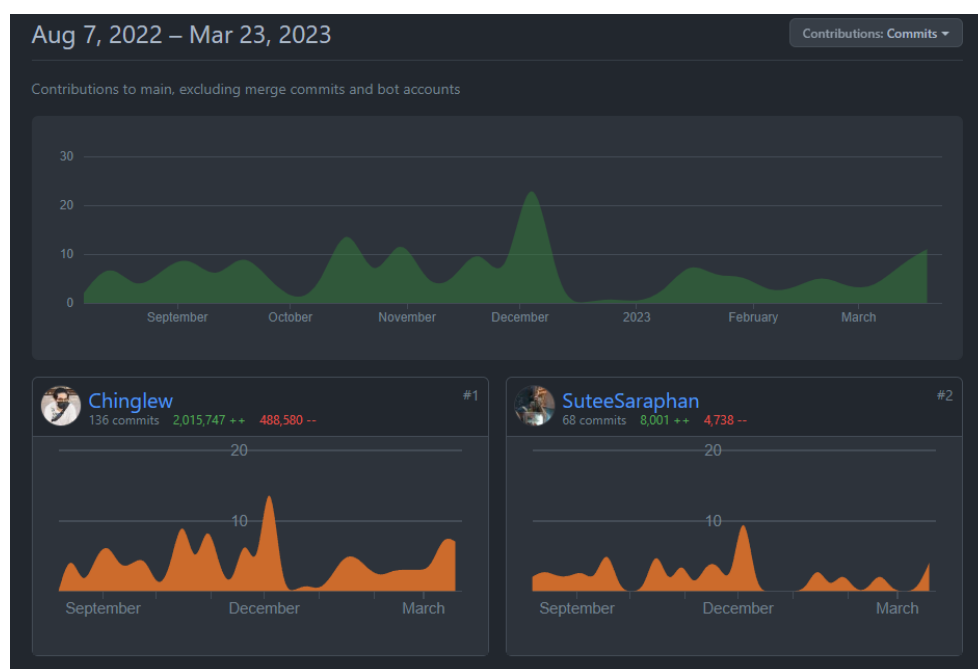 Aug 7, 2022 – Mar 23, 2023
Contributions: Commits
Contributions to main, excluding merge commits and bot accounts
30
20
10
0
September October November December 2023 February March
Chinglew #1
136 commits 2,015,747 ++ 488,580 --
20
10
September December March
SuteeSaraphan #2
68 commits 8,001 ++ 4,738 --
20
10
September December March